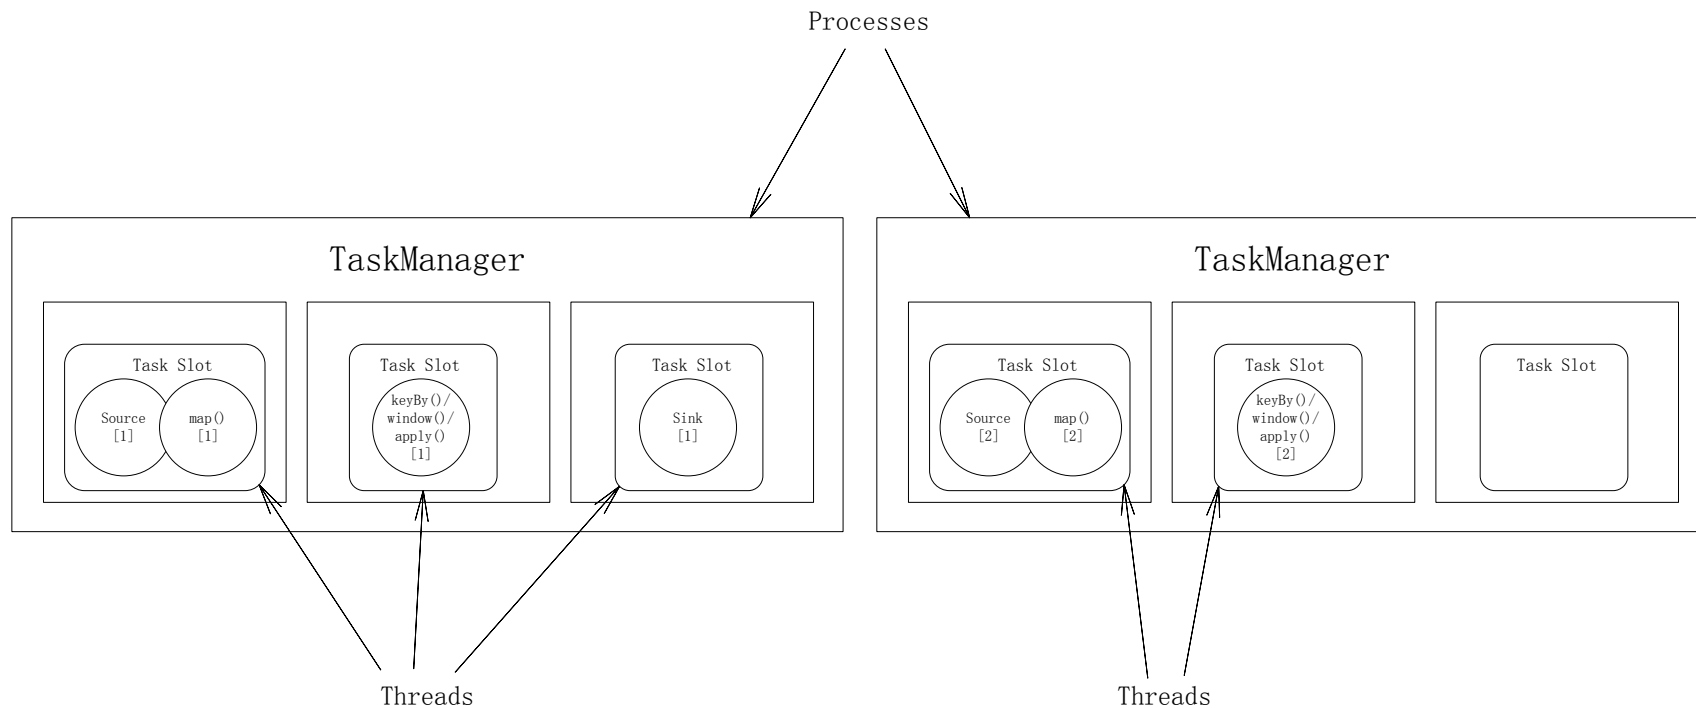 Processes
TaskManager
Task Slot
Source
[1]
map()
[1]
Task Slot
keyBy()/
window()/
apply()
[1]
Task Slot
Sink
[1]
TaskManager
Task Slot
Source
[2]
map()
[2]
Task Slot
keyBy()/
window()/
apply()
[2]
Task Slot
Threads
Threads